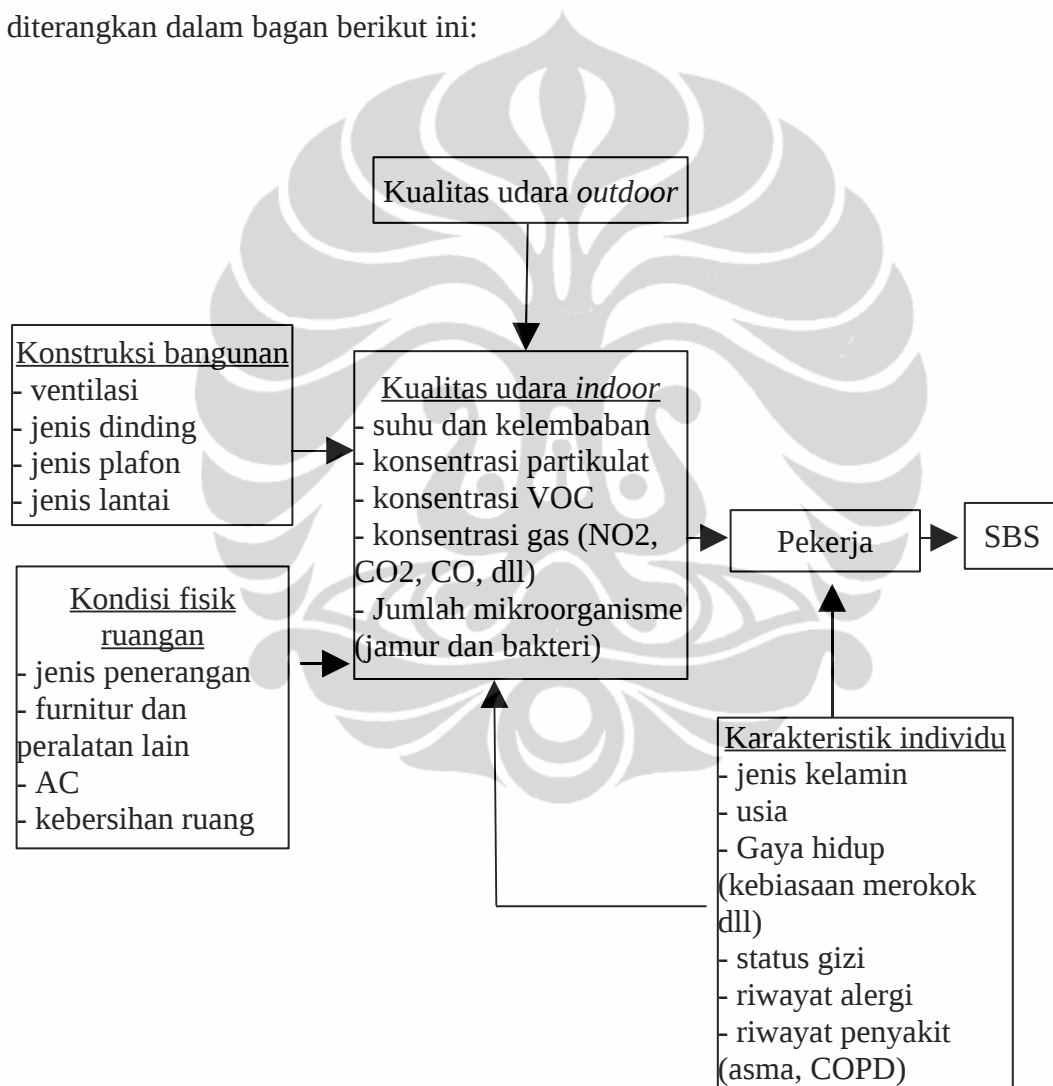 diterangkan dalam bagan berikut ini:
Kualitas udara outdoor
Konstruksi bangunan
- ventilasi
- jenis dinding
- jenis plafon
- jenis lantai
Kualitas udara indoor
- suhu dan kelembaban
- konsentrasi partikulat
- konsentrasi VOC
- konsentrasi gas (NO2,
CO2, CO, dll)
- Jumlah mikroorganisme
(jamur dan bakteri)
Pekerja
SBS
Kondisi fisik
ruangan
- jenis penerangan
- furnitur dan
peralatan lain
- AC
- kebersihan ruang
Karakteristik individu
- jenis kelamin
- usia
- Gaya hidup
(kebiasaan merokok
dll)
- status gizi
- riwayat alergi
- riwayat penyakit
(asma, COPD)